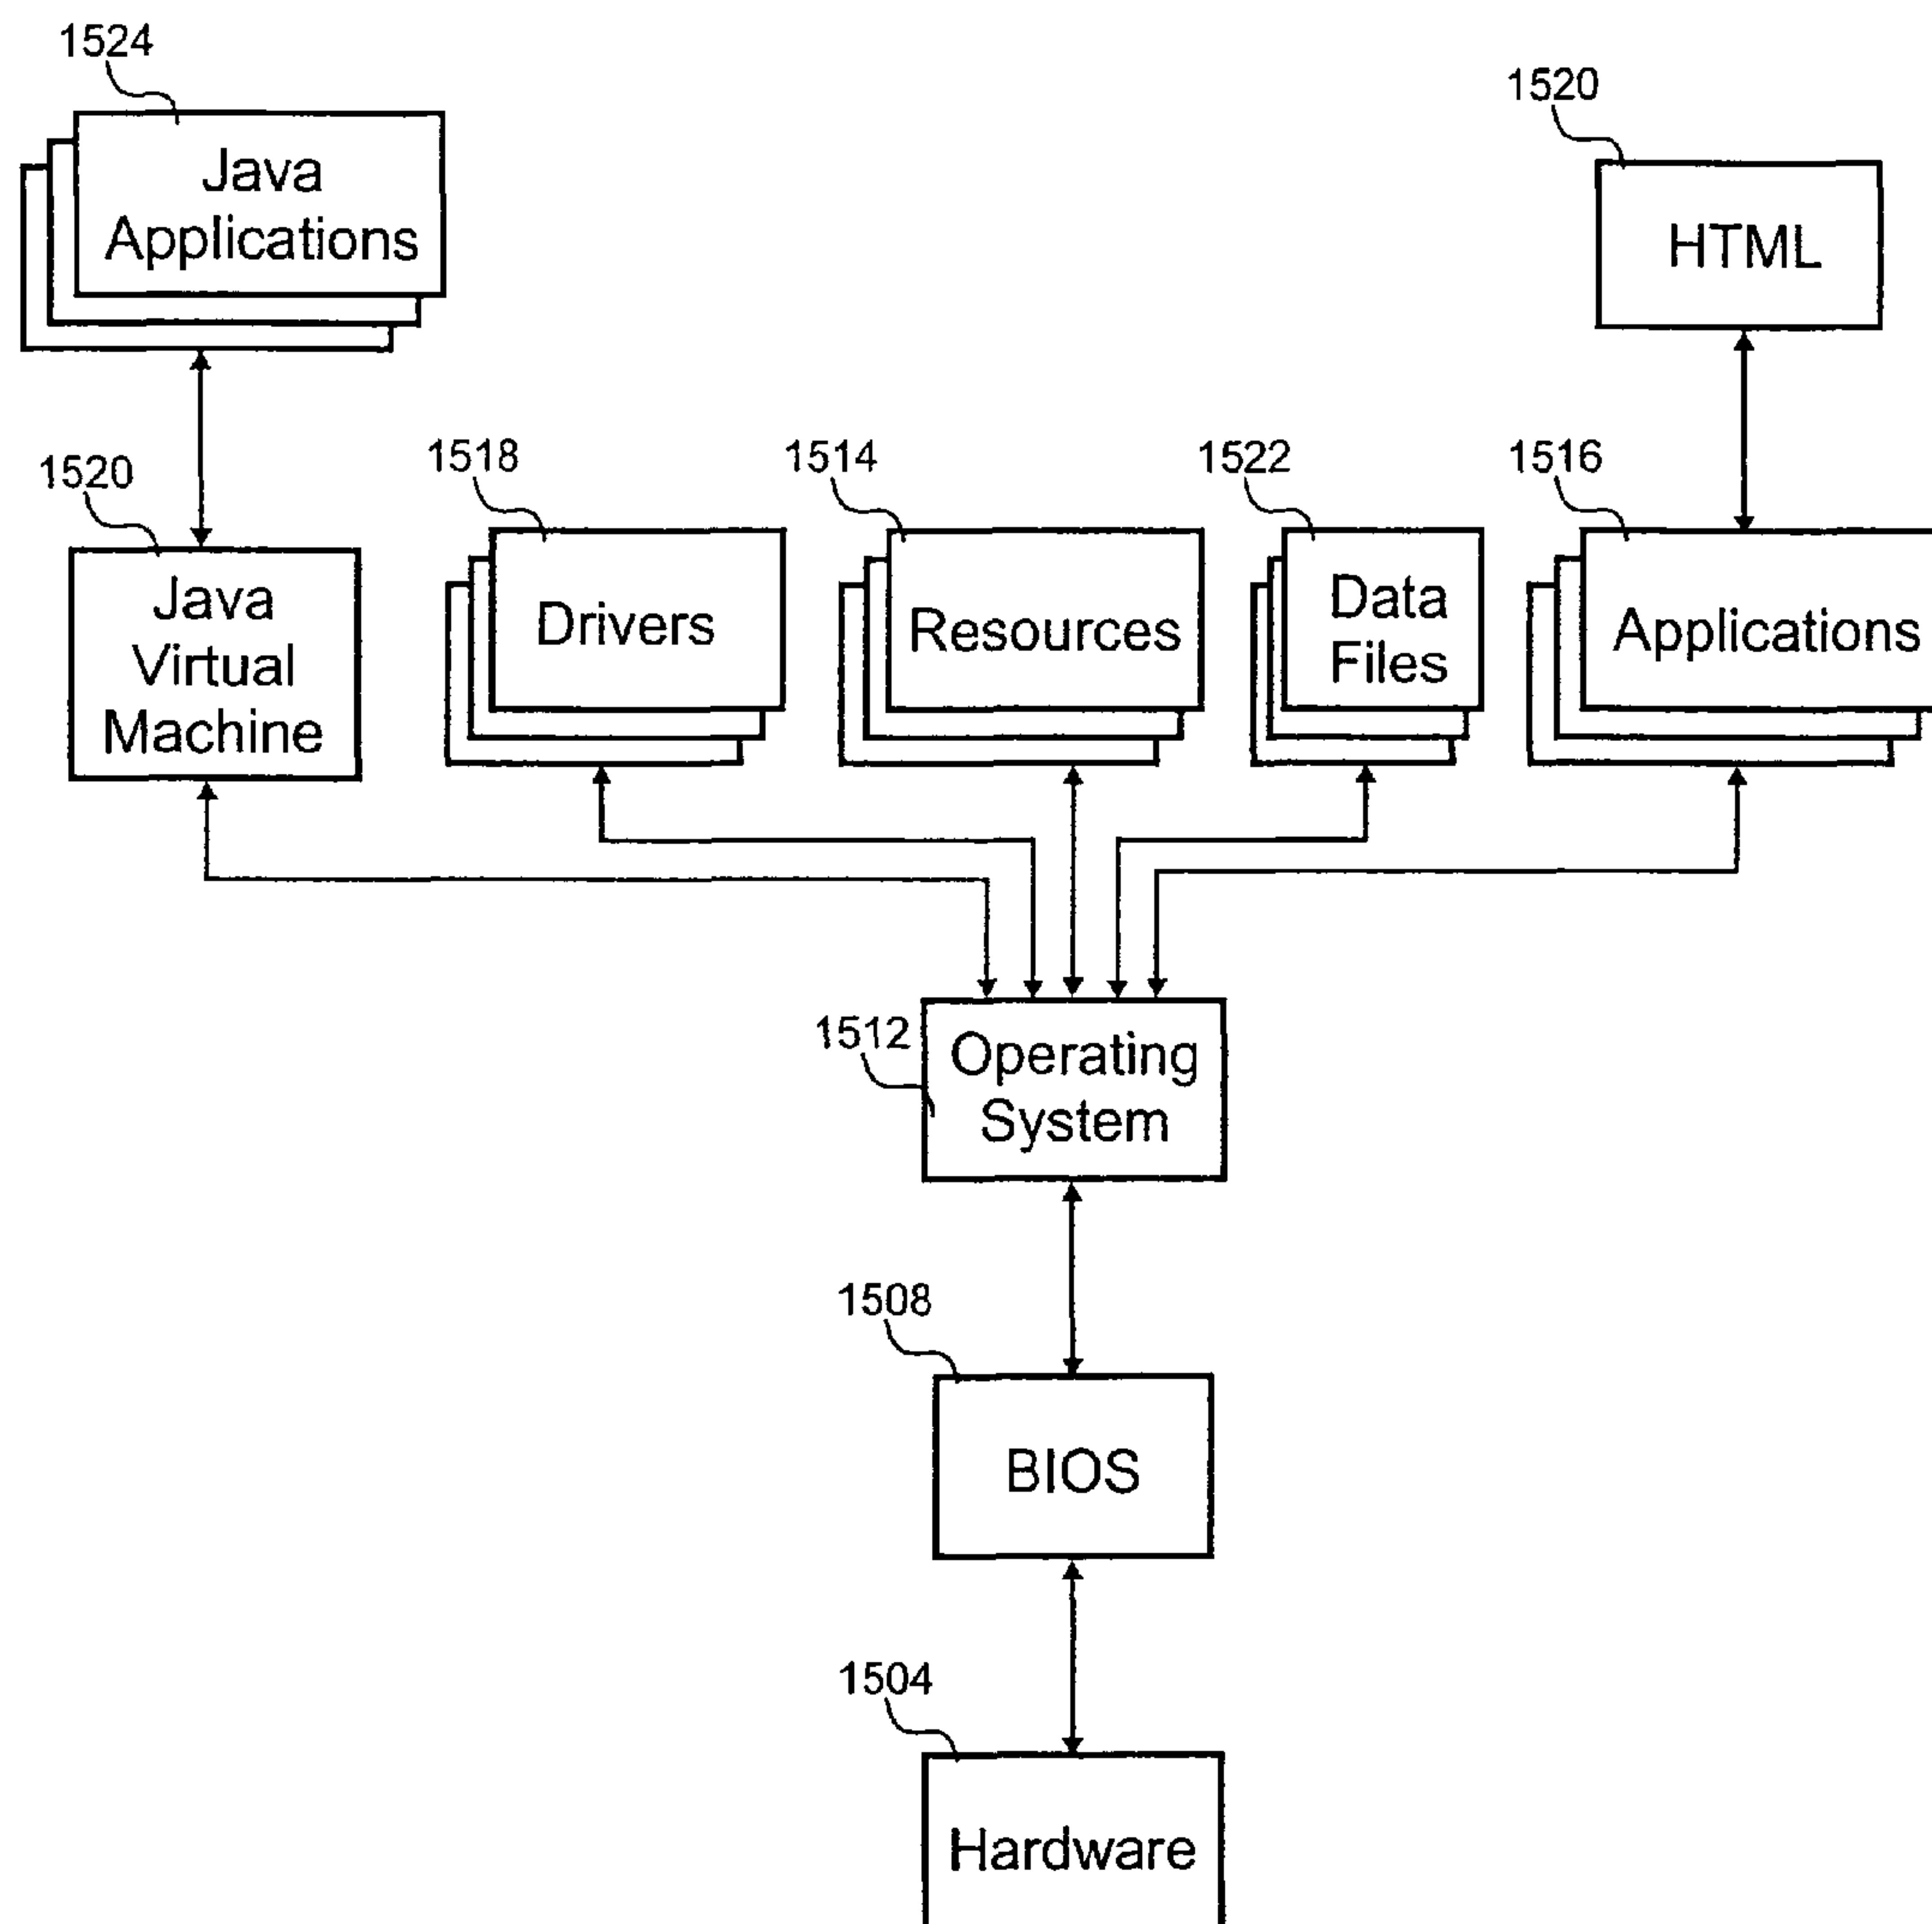 1524
Java
Applications
1520
HTML
1520
Java
Virtual
Machine
1518
Drivers
1514
Resources
1522
Data
Files
1516
Applications
1512
Operating
System
1508
BIOS
1504
Hardware